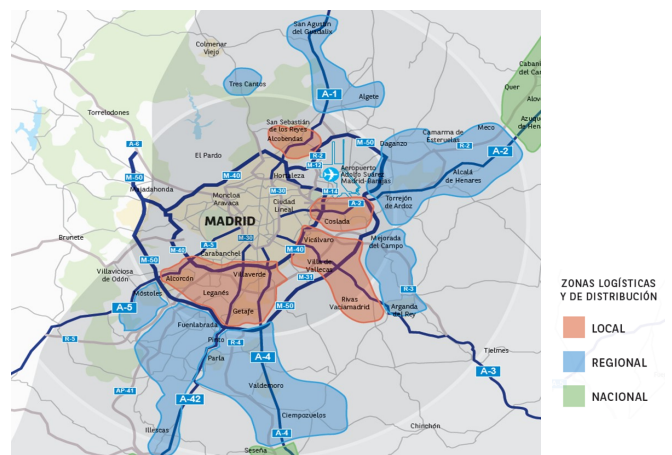 San Agustín
del Guadalix
Colmenar
Viejo
Tres Cantos
A-1
Algete
Cabani
del Can
Quer
Alov
Azuqu
de Hena
Torrelodones
San Sebastián
de los Reyes
Alcobendas
M-50
Daganzo
Camarma de
Esteruelas
Meco
R-2
A-2
A-6
El Pardo
R-2
M-12
Hortaleza
Aeropuerto
Adolfo Suárez
Madrid-Barajas
Alcalá
de Henares
M-50
M-40
Majadahonda
Moncloa
Aravaca
M-30
M-14
Ciudad
Lineal
A-2
Torrejón
de Ardoz
MADRID
Coslada
Brunete
M-30
Vicálvaro
Mejorada
del Campo
A-5
M-40
M-40
Carabanchel
M-50
Villa de
Vallecas
Villaviciosa
de Odón
Alcorcón
Villaverde
M-31
R-3
Móstoles
Leganés
Rivas
Vaciamadrid
A-5
Getafe
M-50
Arganda
del Rey
Fuenlabrada
R-5
Pinto
R-4
Parla
A-4
Tielmes
A-3
AP-41
Valdemoro
A-42
Ciempozuelos
Chinchón
Illescas
A-4
Seseña
ZONAS LOGÍSTICAS
Y DE DISTRIBUCIÓN
LOCAL
REGIONAL
NACIONAL